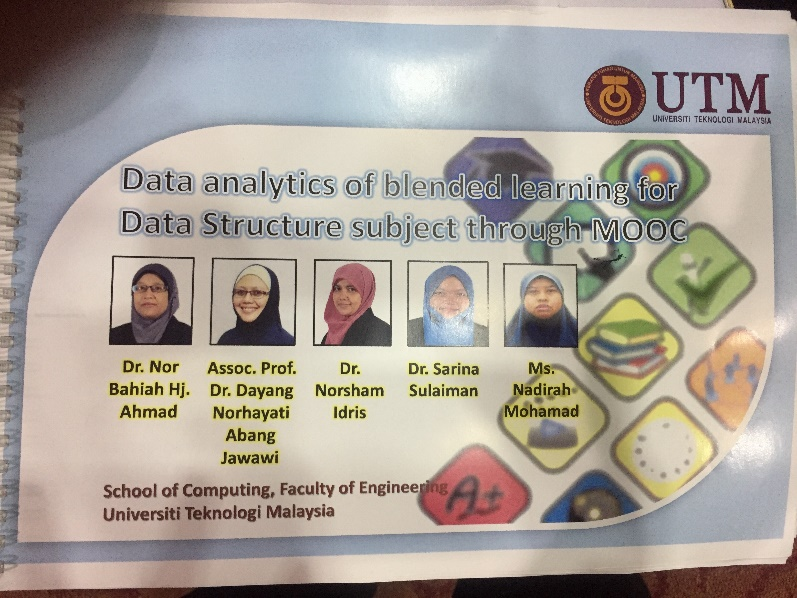 UTM
UNIVERSITI TEKNOLOGI MALAYSIA
Data analytics of blended learning for
Data Structure subject through MOOC
Dr. Nor
Bahiah Hj.
Ahmad
Assoc. Prof.
Dr. Dayang
Norhayati
Abang
Jawawi
Dr.
Norsham
Idris
Dr. Sarina
Sulaiman
Ms.
Nadirah
Mohamad
School of Computing, Faculty of Engineering
Universiti Teknologi Malaysia
A+